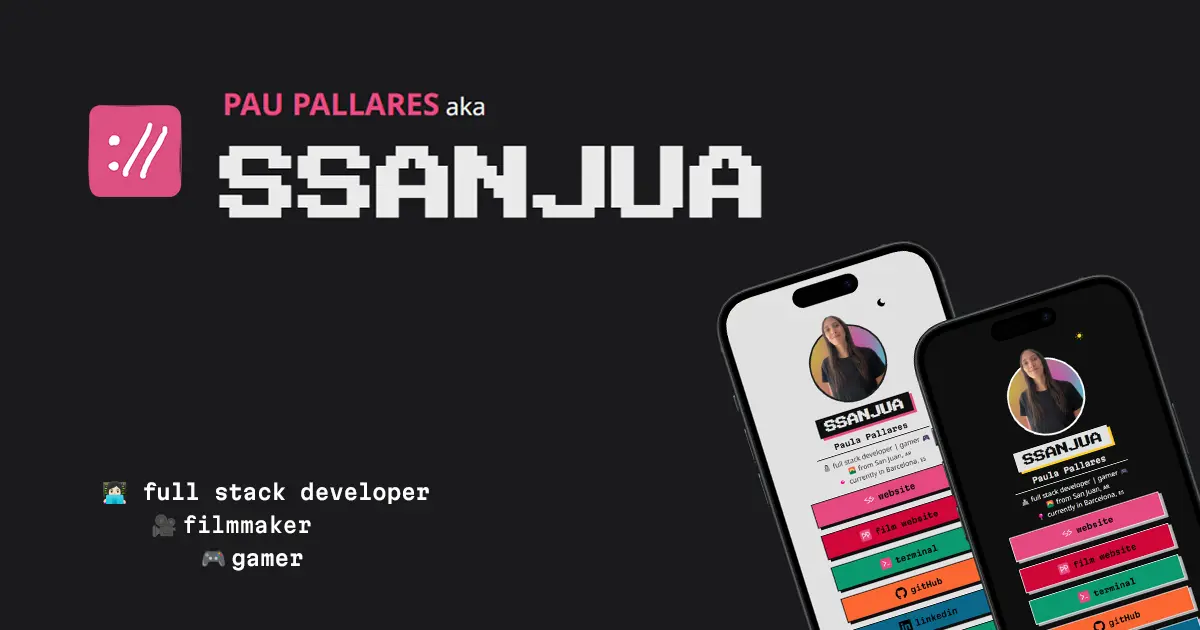 PAU PALLARES aka
://
SSANJUA
full stack developer
filmmaker
gamer
SSANJUA
Paula Pallares
full stack developer | gamer
from San Juan, AR
currently in Barcelona, ES
website
film website
terminal
gitHub
linkedin
SSANJUA
Paula Pallares
full stack developer | gamer
from San Juan, AR
currently in Barcelona, ES
website
film website
terminal
gitHub